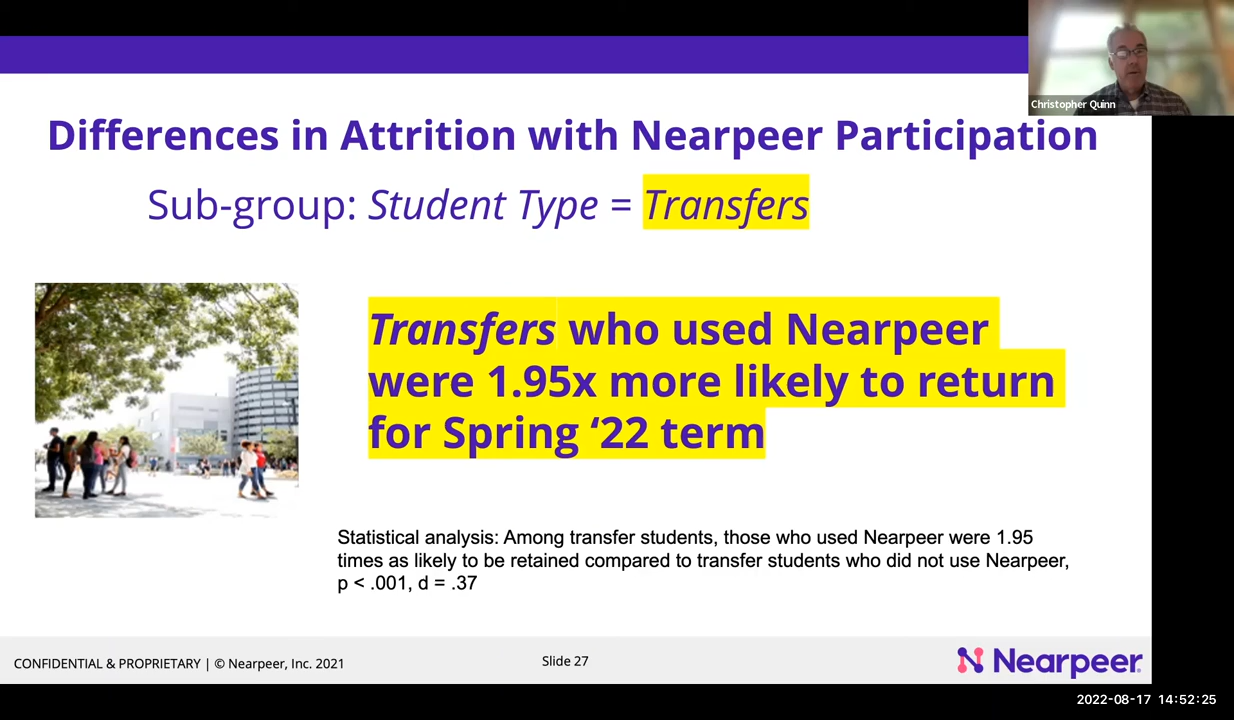 Christopher Quinn
Differences in Attrition with Nearpeer Participation
Sub-group: Student Type = Transfers
Transfers who used Nearpeer
were 1.95x more likely to return
for Spring ‘22 term
Statistical analysis: Among transfer students, those who used Nearpeer were 1.95
times as likely to be retained compared to transfer students who did not use Nearpeer,
p < .001, d = .37
CONFIDENTIAL & PROPRIETARY | © Nearpeer, Inc. 2021
Slide 27
Nearpeer
2022-08-17 14:52:25